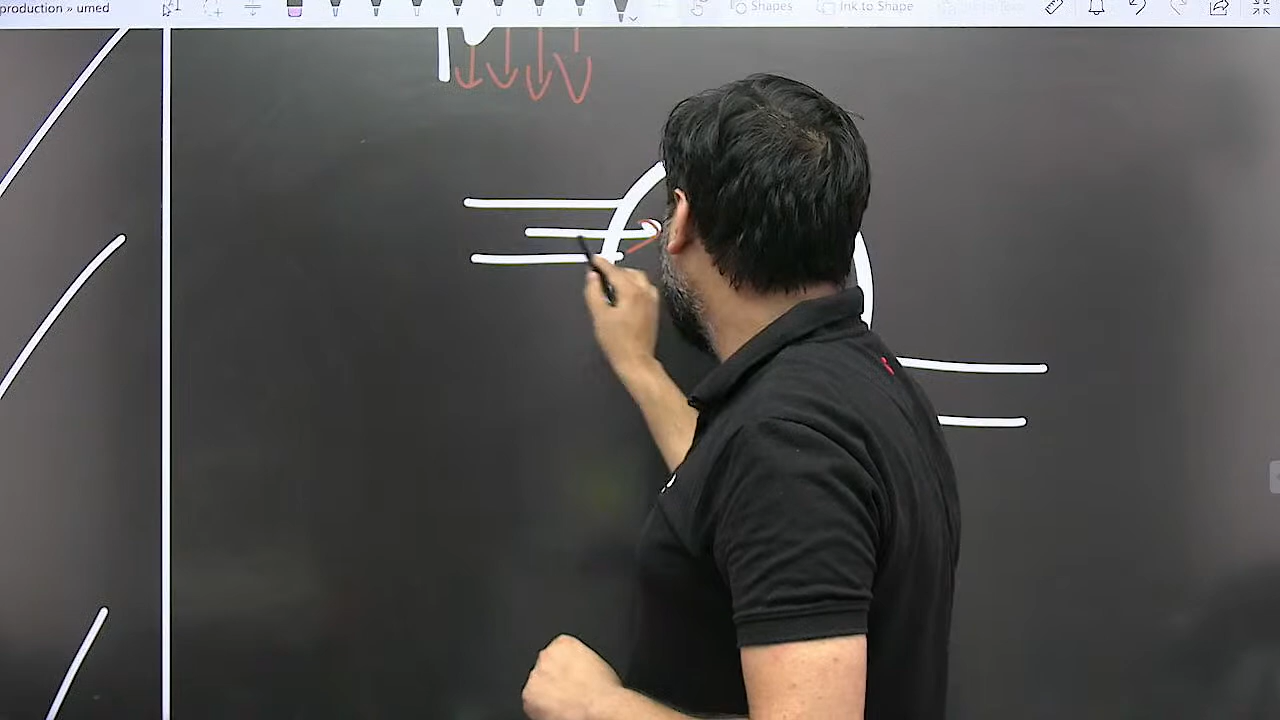 production » umed
Shapes
Ink to Shape